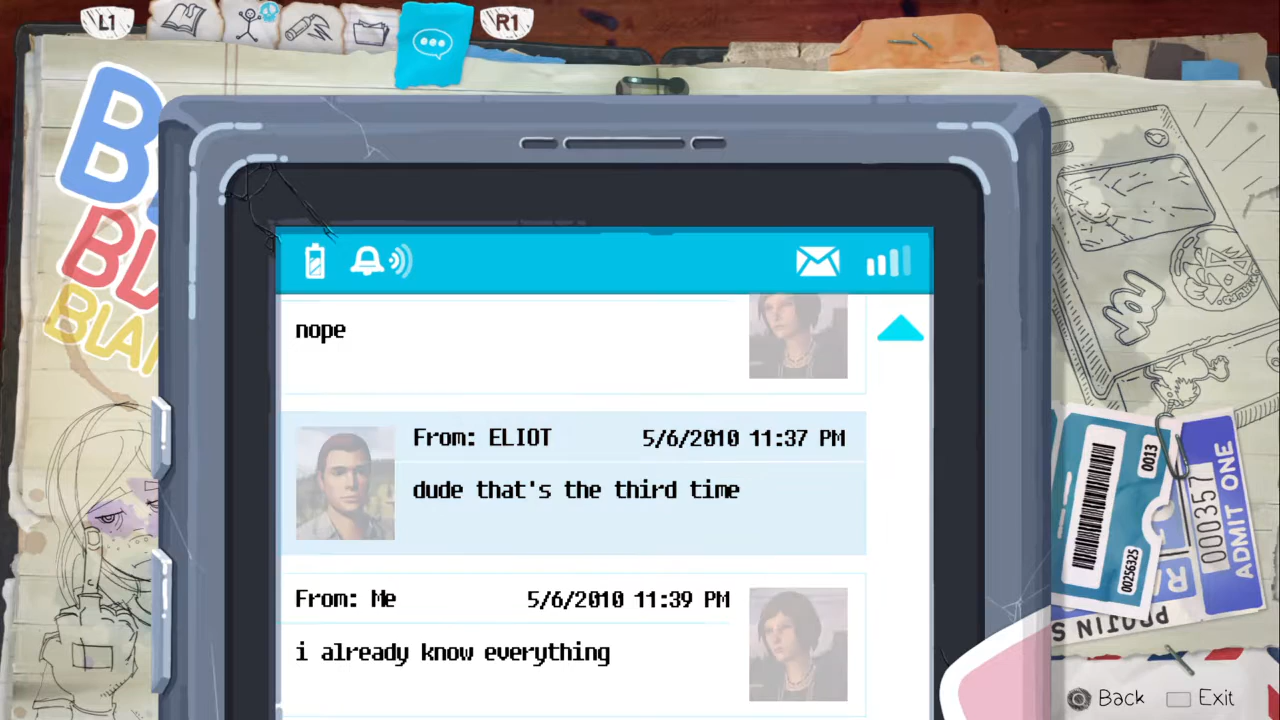 L1
R1
nope
From: ELIOT 5/6/2010 11:37 PM
dude that's the third time
From: Me 5/6/2010 11:39 PM
i already know everything
0013
00256325
000357
ADMIT ONE
Back
Exit